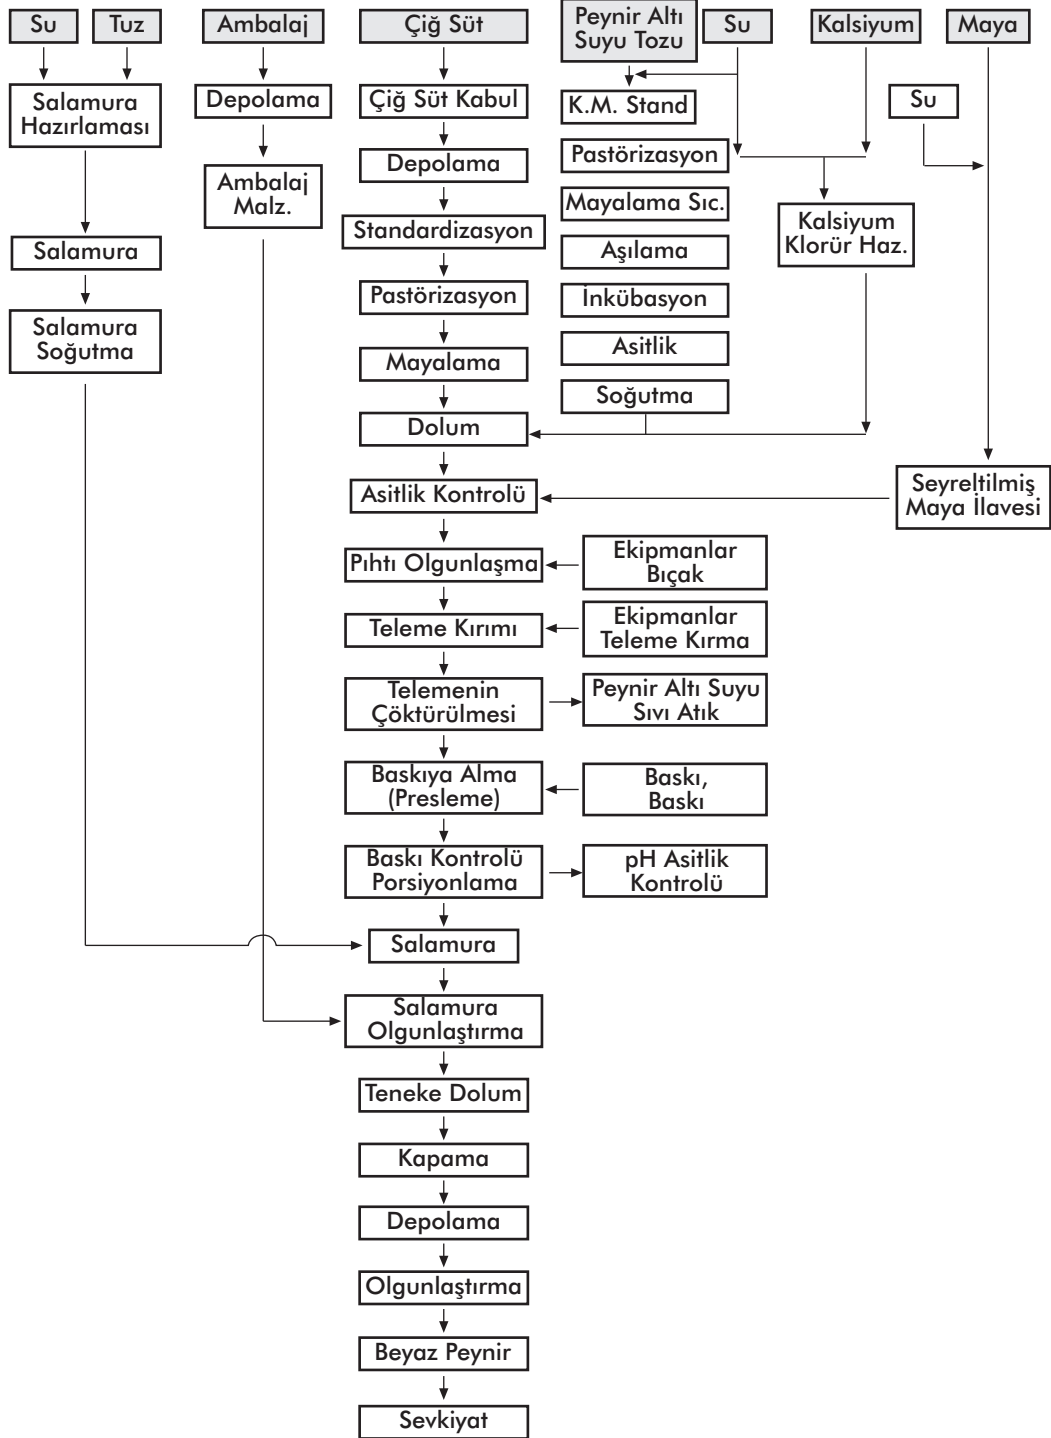 Su
Tuz
Ambalaj
Çiğ Süt
Peynir Altı
Suyu Tozu
Su
Kalsiyum
Maya
Salamura
Hazırlaması
Depolama
Çiğ Süt Kabul
K.M. Stand
Su
Depolama
Pastörizasyon
Ambalaj
Malz.
Mayalama Sıc.
Standardizasyon
Kalsiyum
Klorür Haz.
Salamura
Aşılama
Pastörizasyon
İnkübasyon
Salamura
Soğutma
Mayalama
Asitlik
Soğutma
Dolum
Asitlik Kontrolü
Seyreltilmiş
Maya İlavesi
Pıhtı Olgunlaşma
Ekipmanlar
Bıçak
Teleme Kırımı
Ekipmanlar
Teleme Kırma
Telemenin
Çöktürülmesi
Peynir Altı Suyu
Sıvı Atık
Baskıya Alma
(Presleme)
Baskı,
Baskı
Baskı Kontrolü
Porsiyonlama
pH Asitlik
Kontrolü
Salamura
Salamura
Olgunlaştırma
Teneke Dolum
Kapama
Depolama
Olgunlaştırma
Beyaz Peynir
Sevkiyat